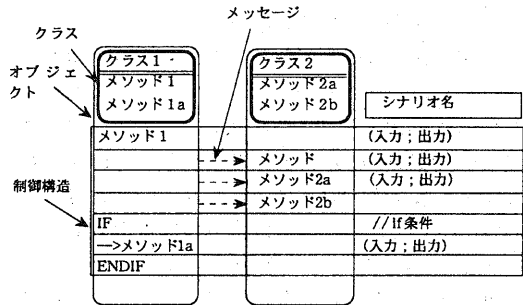 メッセージ
クラス
クラス1
クラス2
オブジェ
クト
メソッド1
メソッド1a
メソッド2a
メソッド2b
シナリオ名
メソッド1 (入力;出力)
メソッド (入力;出力)
メソッド2a (入力;出力)
メソッド2b
制御構造
IF //If条件
—>メソッド1a (入力;出力)
ENDIF